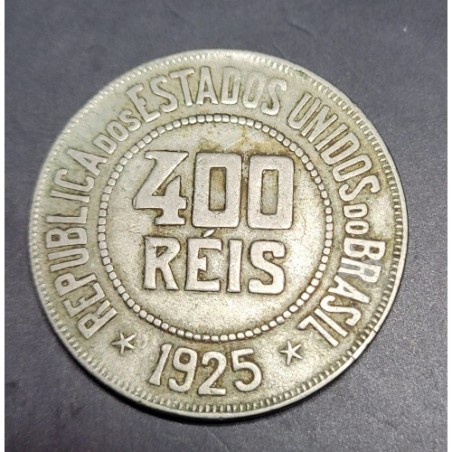 REPUBLICA DOS ESTADOS UNIDOS DO BRASIL
400
RÉIS
1925